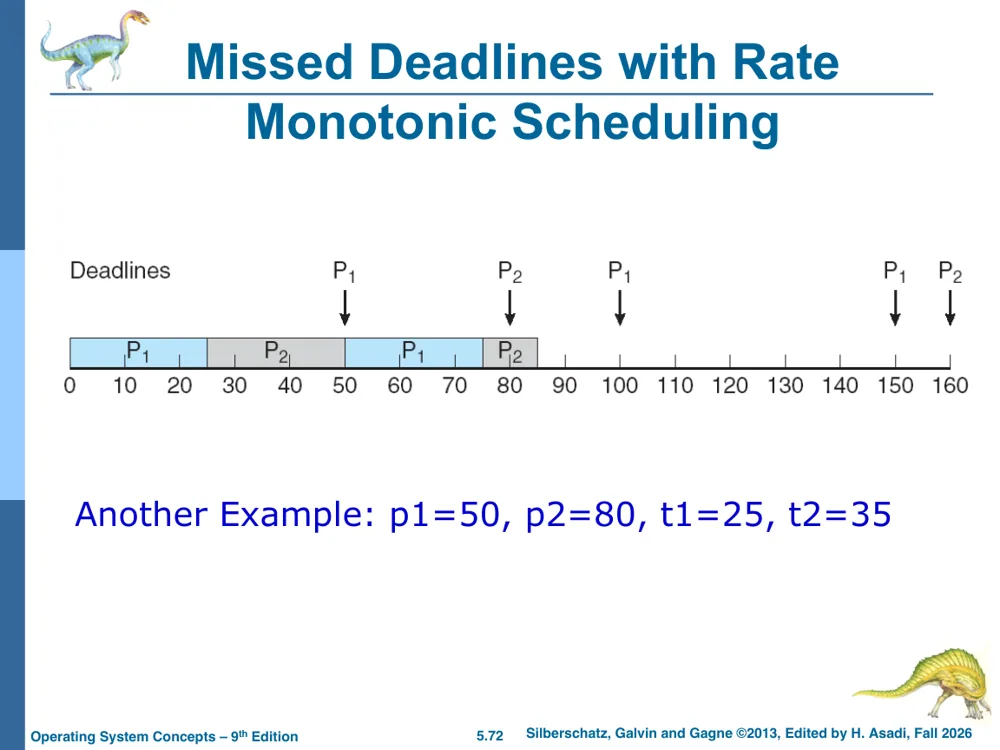 Missed Deadlines with Rate
Monotonic Scheduling
Deadlines P1 P2 P1 P1 P2
P1 P2 P1 P2
0 10 20 30 40 50 60 70 80 90 100 110 120 130 140 150 160
Another Example: p1=50, p2=80, t1=25, t2=35
Operating System Concepts – 9th Edition 5.72 Silberschatz, Galvin and Gagne ©2013, Edited by H. Asadi, Fall 2026